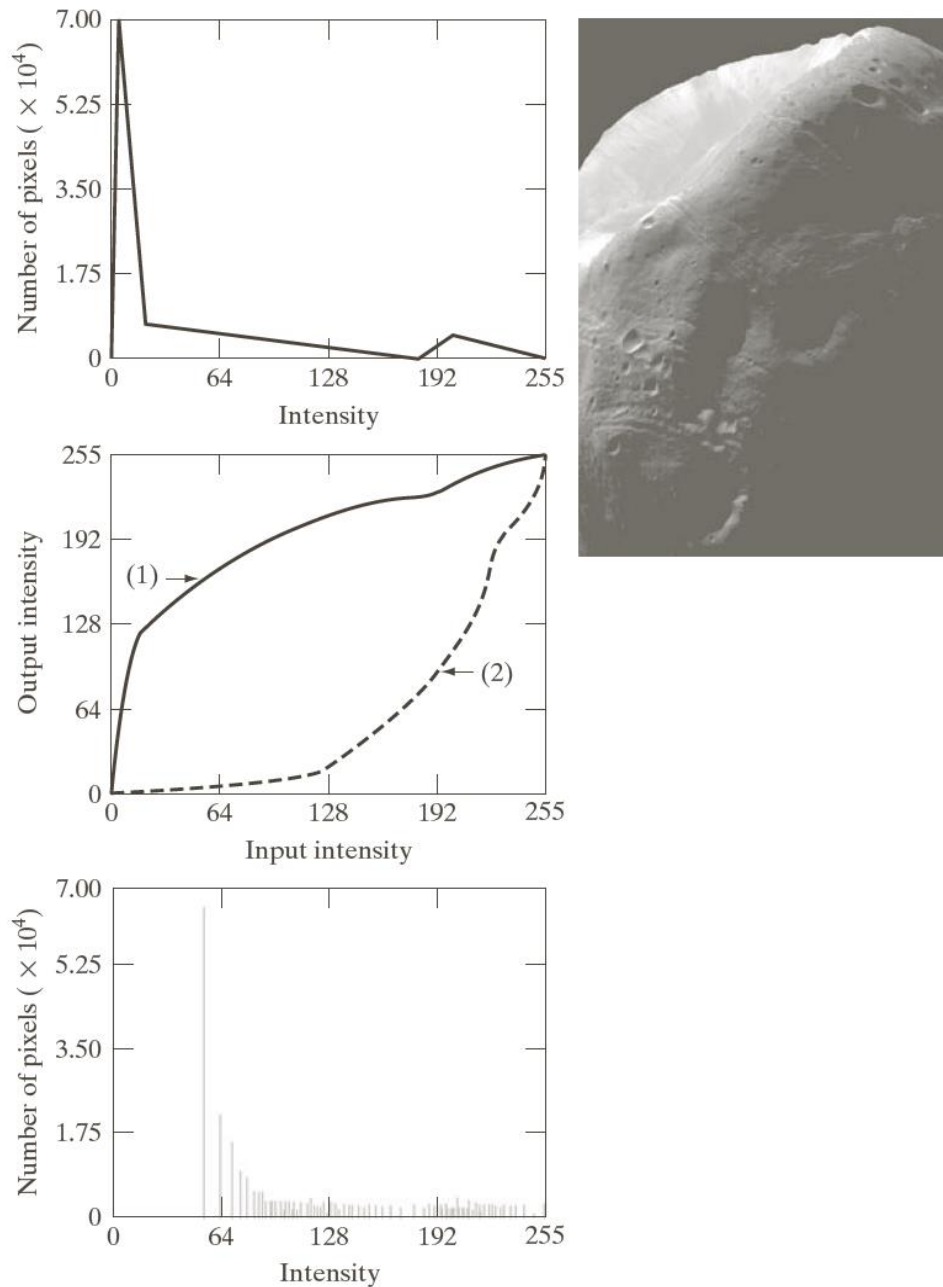 7.00
5.25
3.50
1.75
0
Number of pixels ( × 10⁴)
0 64 128 192 255
Intensity
255
192
128
64
0
Output intensity
(1)
(2)
0 64 128 192 255
Input intensity
7.00
5.25
3.50
1.75
0
Number of pixels ( × 10⁴)
0 64 128 192 255
Intensity